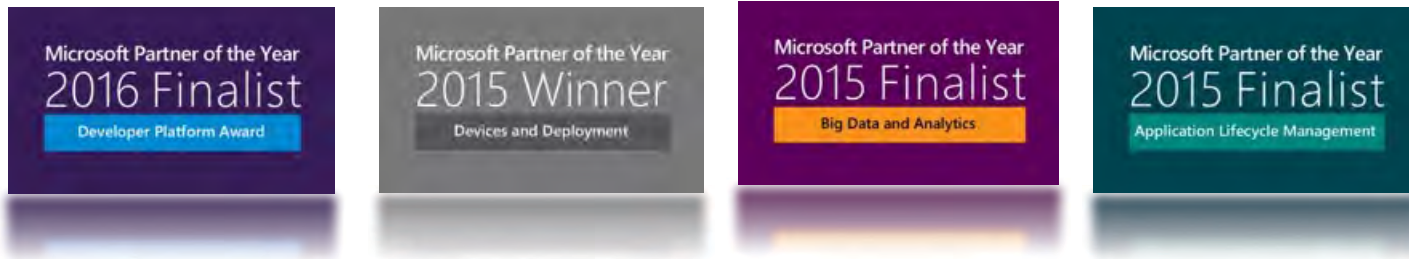 Microsoft Partner of the Year
2016 Finalist
Developer Platform Award
Microsoft Partner of the Year
2015 Winner
Devices and Deployment
Microsoft Partner of the Year
2015 Finalist
Big Data and Analytics
Microsoft Partner of the Year
2015 Finalist
Application Lifecycle Management